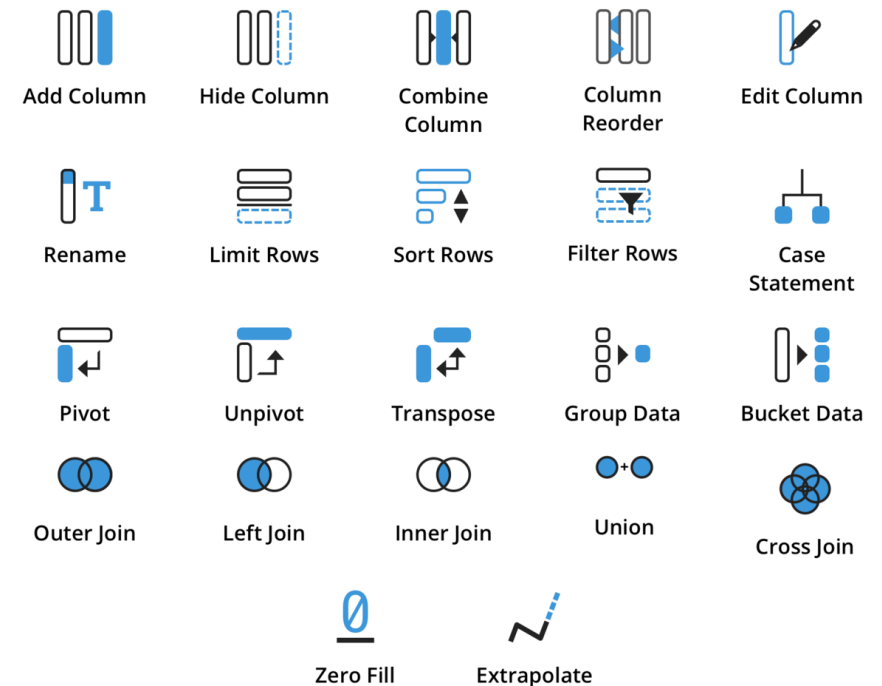 Add Column
Hide Column
Combine
Column
Column
Reorder
Edit Column
Rename
T
Limit Rows
Sort Rows
Filter Rows
Case
Statement
Pivot
Unpivot
Transpose
Group Data
Bucket Data
Outer Join
Left Join
Inner Join
+
Union
Cross Join
0
Zero Fill
Extrapolate